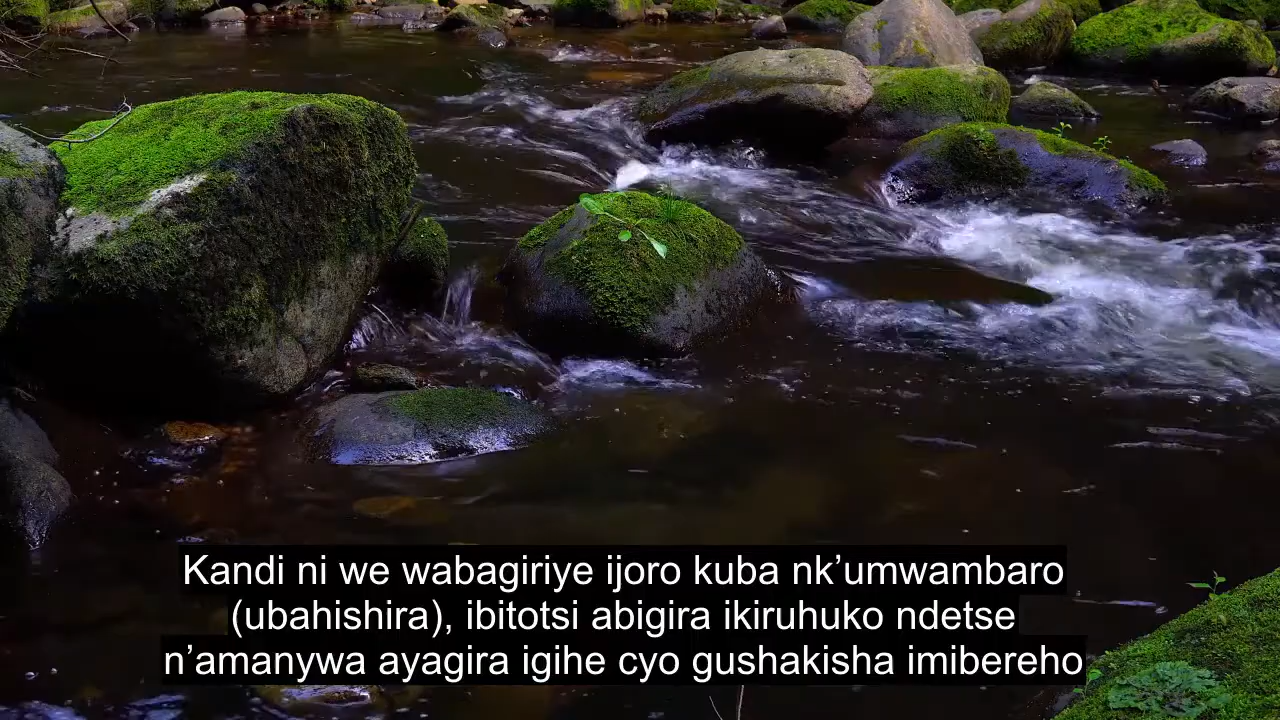 Kandi ni we wabagiriye ijoro kuba nk’umwambaro
(ubahishira), ibitotsi abigira ikiruhuko ndetse
n’amanywa ayagira igihe cyo gushakisha imibereho